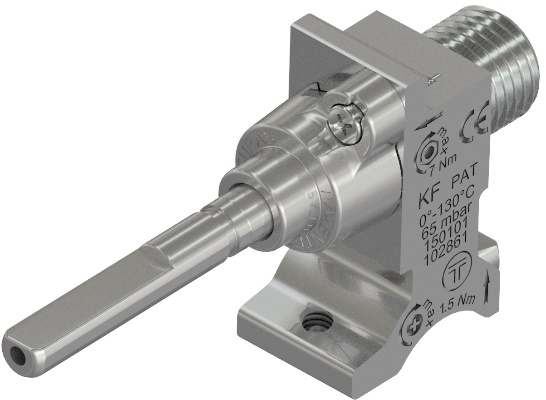 CE
max
7 Nm
KF PAT
0°-130°C
65 mbar
150101
102861
max
1.5 Nm